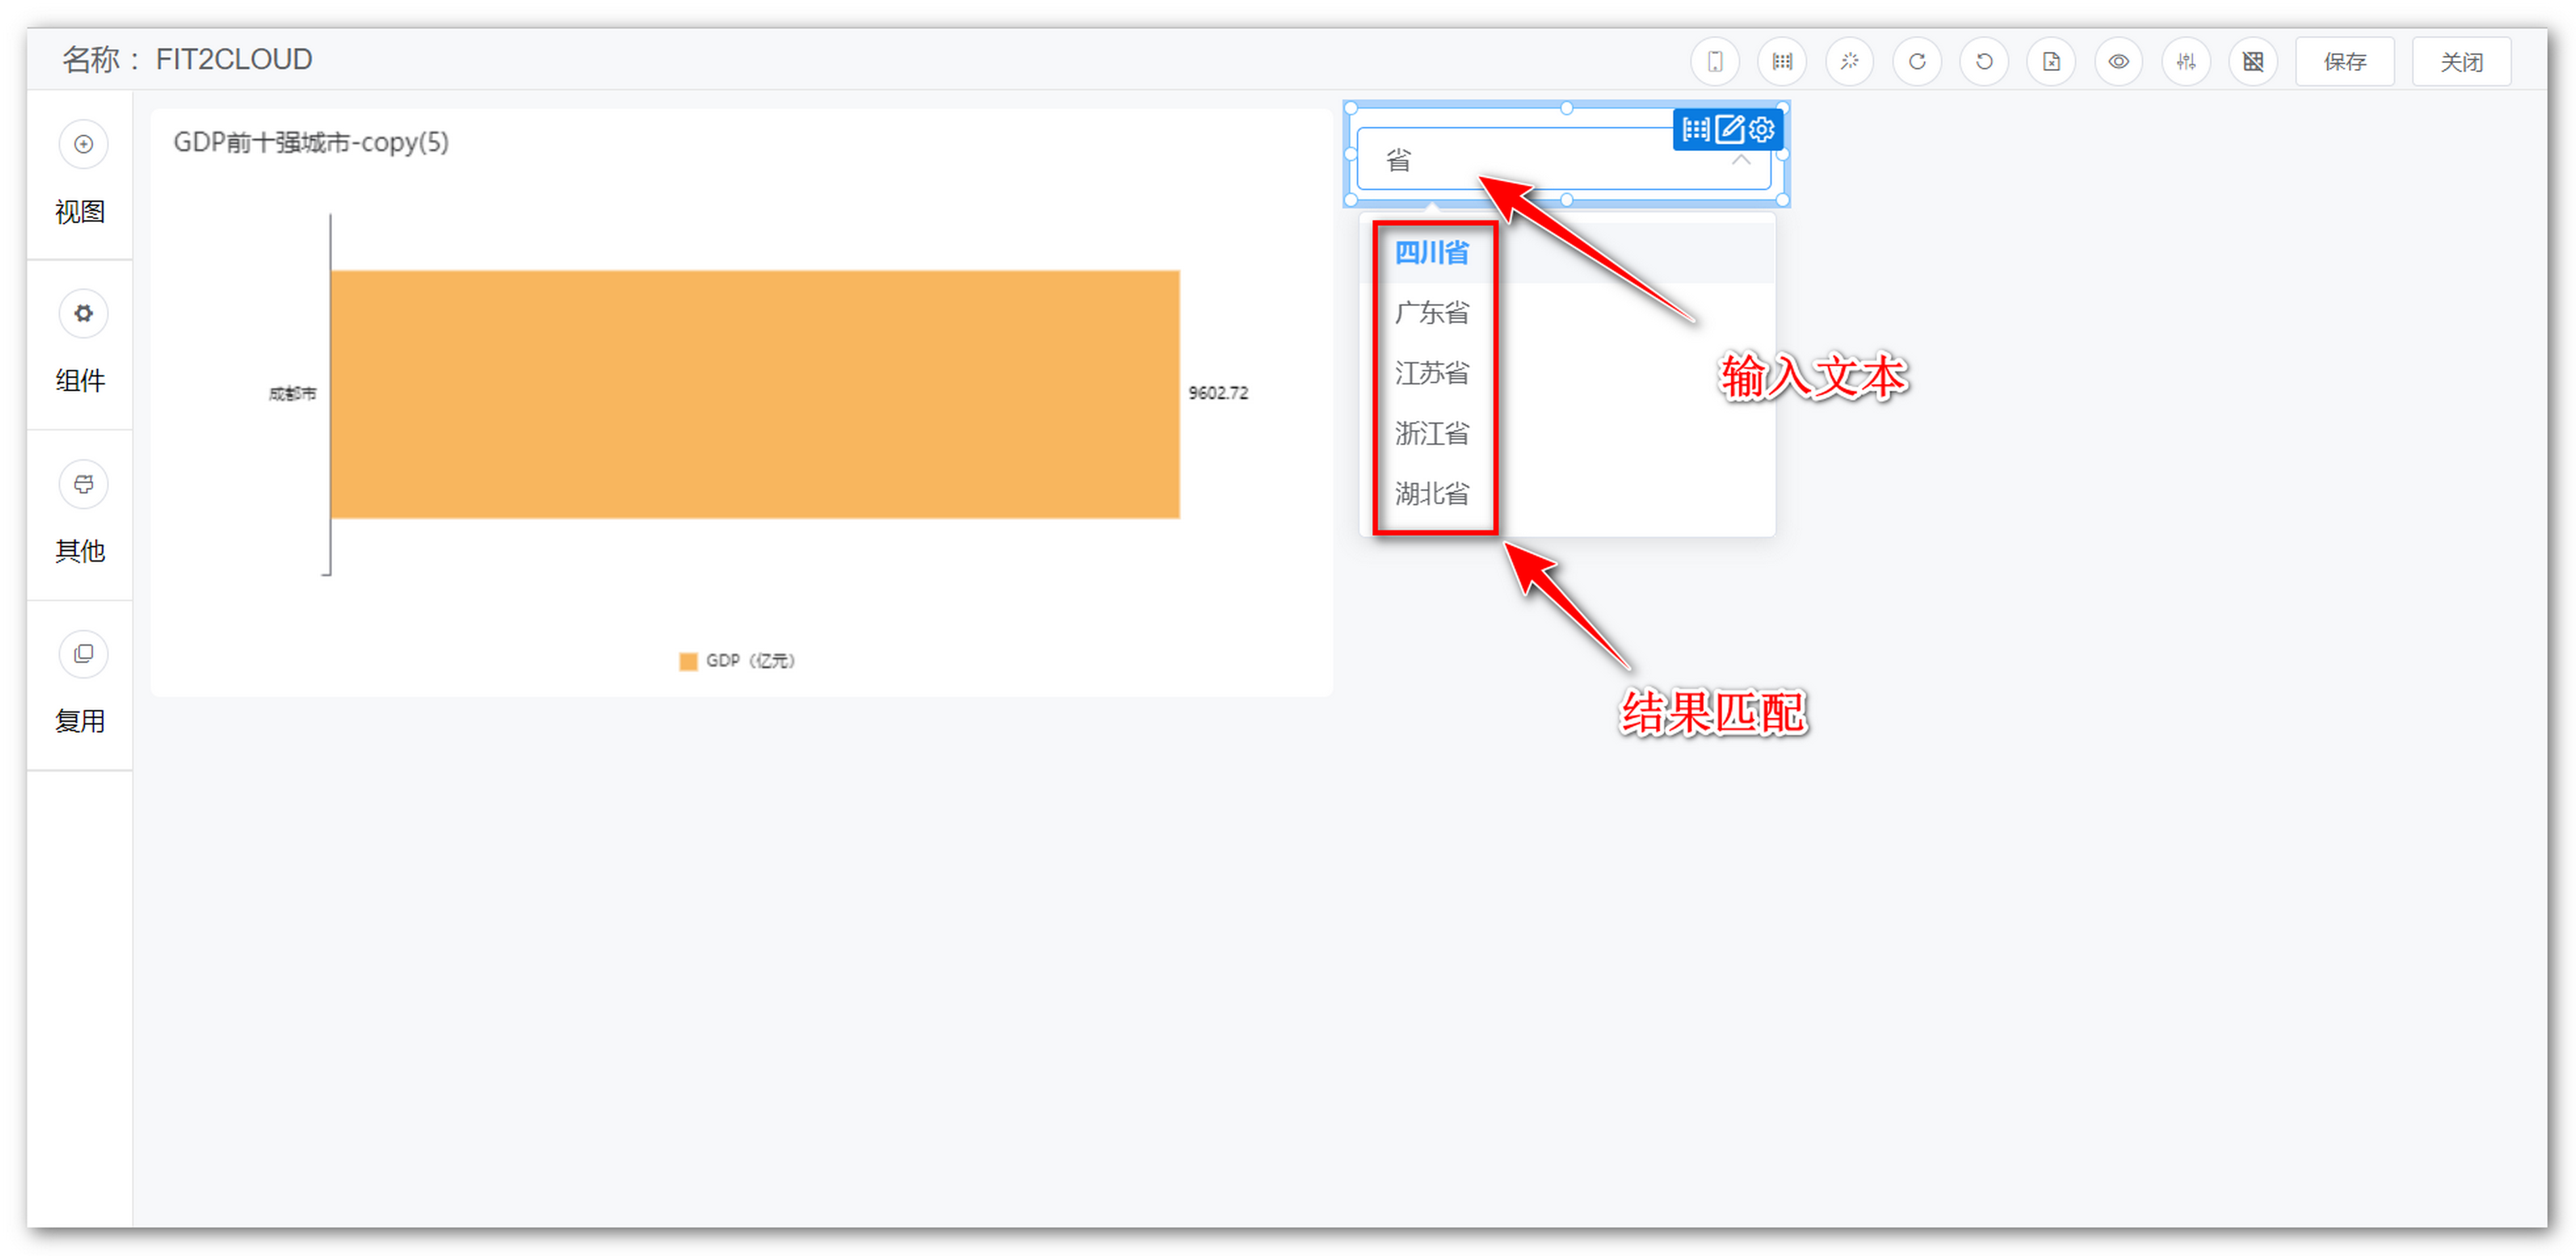 名称： FIT2CLOUD
保存
关闭
视图
组件
其他
复用
GDP前十强城市-copy(5)
成都市
9602.72
GDP（亿元）
省
四川省
广东省
江苏省
浙江省
湖北省
输入文本
结果匹配